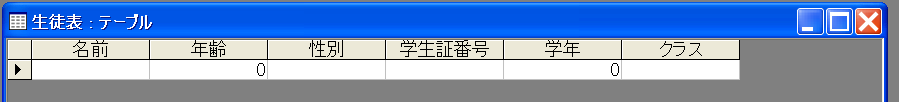 生徒表 : テーブル
名前 年齢 性別 学生証番号 学年 クラス
0 0